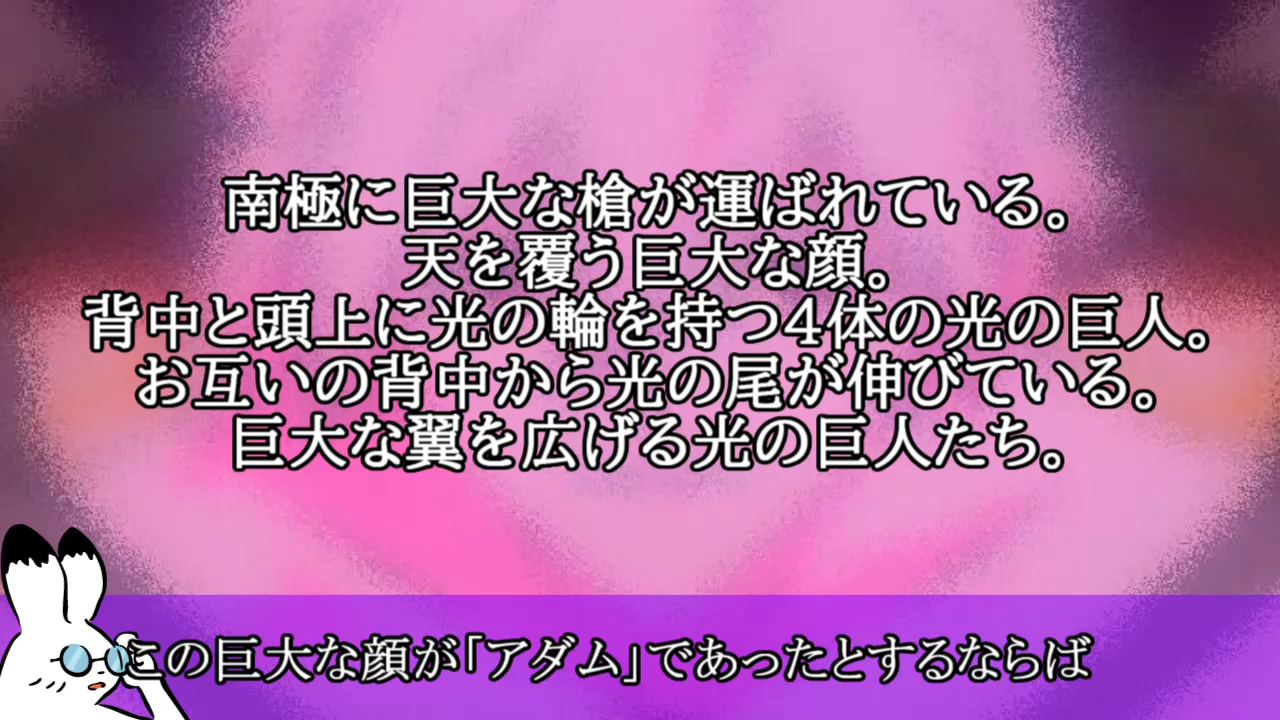 南極に巨大な槍が運ばれている。
天を覆う巨大な顔。
背中と頭上に光の輪を持つ4体の光の巨人。
お互いの背中から光の尾が伸びている。
巨大な翼を広げる光の巨人たち。
この巨大な顔が「アダム」であったとするならば